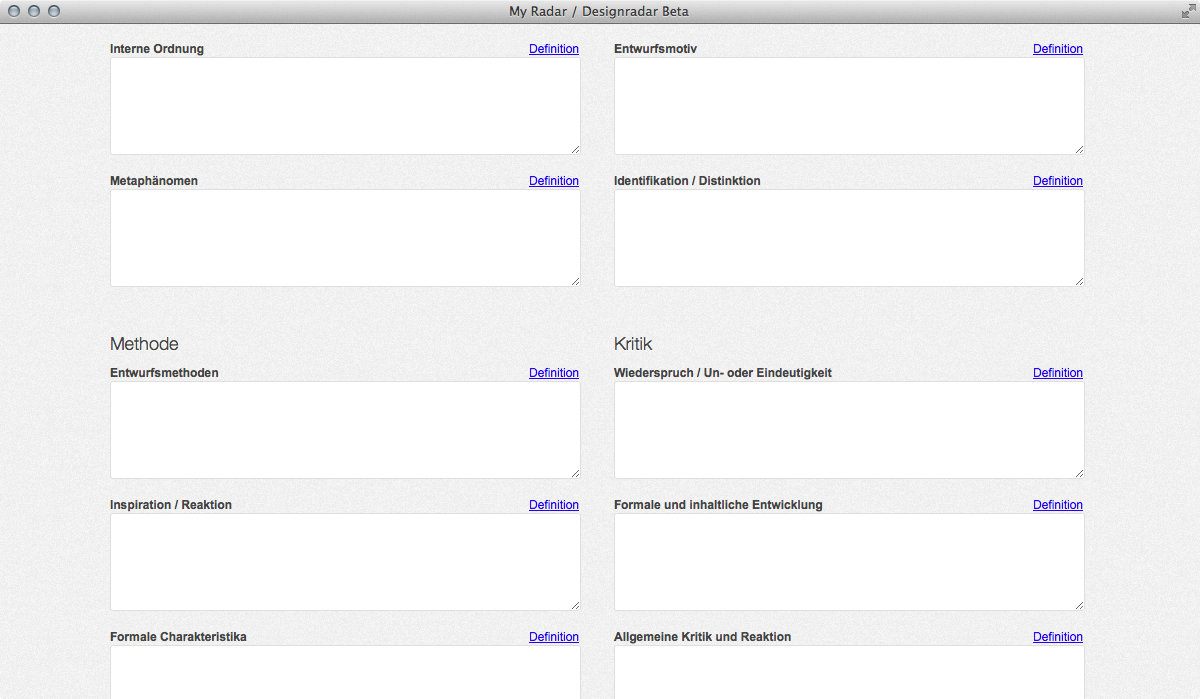 My Radar / Designradar Beta
Interne Ordnung Definition
Entwurfsmotiv Definition
Metaphänomen Definition
Identifikation / Distinktion Definition
Methode
Kritik
Entwurfsmethoden Definition
Wiederspruch / Un- oder Eindeutigkeit Definition
Inspiration / Reaktion Definition
Formale und inhaltliche Entwicklung Definition
Formale Charakteristika Definition
Allgemeine Kritik und Reaktion Definition